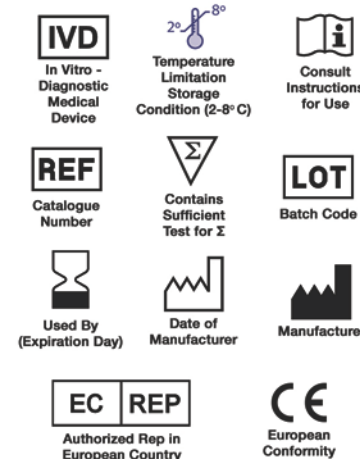 IVD
In Vitro -
Diagnostic
Medical
Device
2° 8°
Temperature
Limitation
Storage
Condition (2-8°C)
i
Consult
Instructions
for Use
REF
Catalogue
Number
Σ
Contains
Sufficient
Test for Σ
LOT
Batch Code
Used By
(Expiration Day)
Date of
Manufacturer
Manufacture
EC REP
Authorized Rep in
European Country
CE
European
Conformity